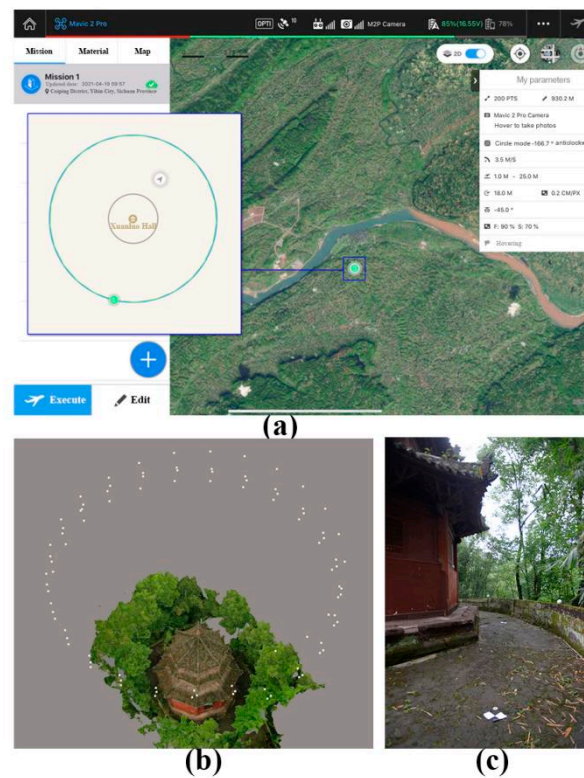 Mavic 2 Pro
OPTI
10
M2P Camera
85%(16.55V)
78%
Mission Material Map
2D
Mission 1
Updated date: 2021-04-19 09:57
Cuiping District, Yibin City, Sichuan Province
My parameters
200 PTS 930.2 M
Mavic 2 Pro Camera
Hover to take photos
Circle mode -166.7 ° anticlockw
3.5 M/S
1.0 M - 25.0 M
18.0 M 0.2 CM/PX
-45.0 °
F: 90 % S: 70 %
Hovering
Xuanluo Hall
Execute Edit
(a)
(b)
(c)